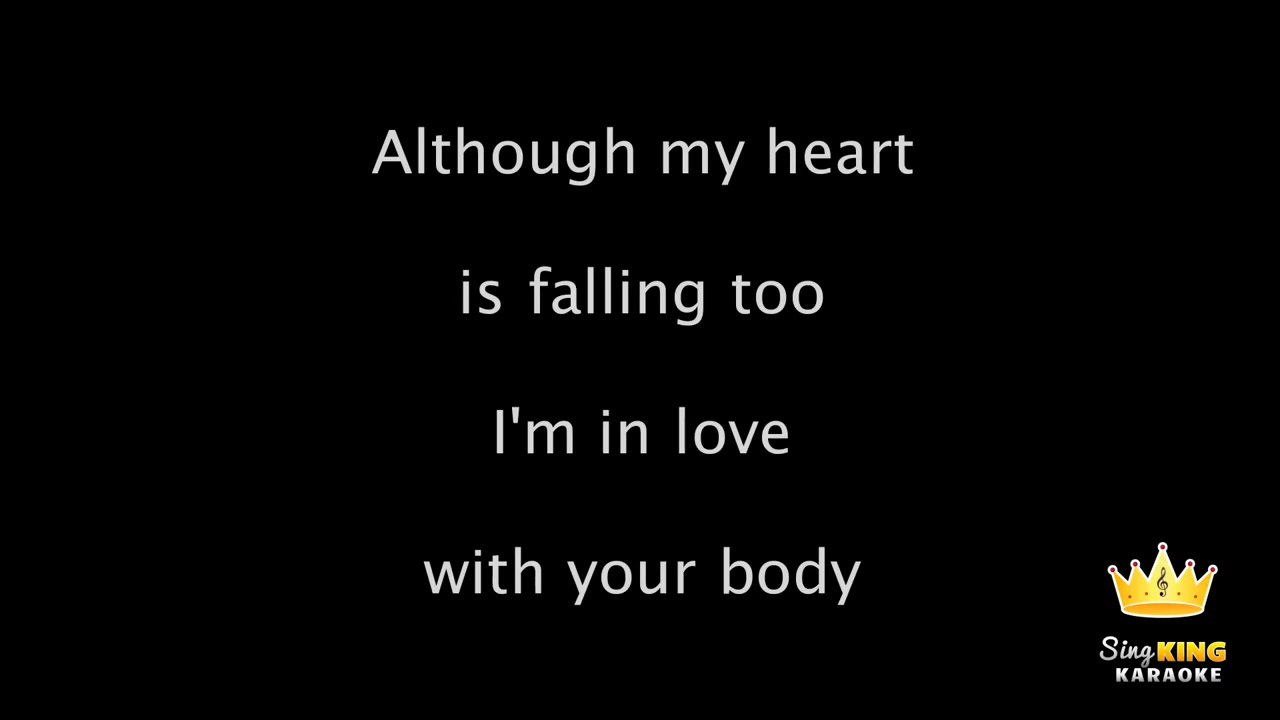 Although my heart
is falling too
I'm in love
with your body
Sing KING
KARAOKE